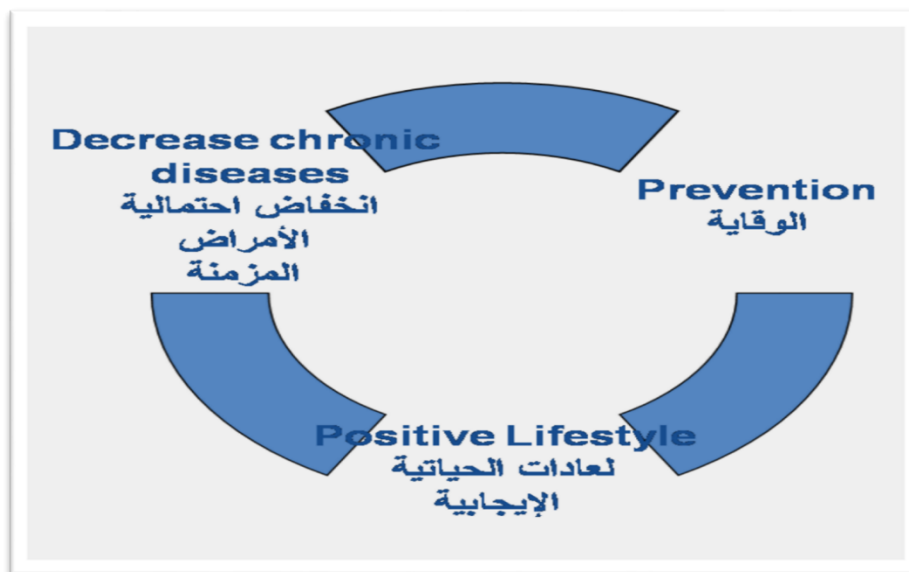 Decrease chronic
diseases
انخفاض احتمالية
الأمراض
المزمنة
Prevention
الوقاية
Positive Lifestyle
لعادات الحياتية
الإيجابية